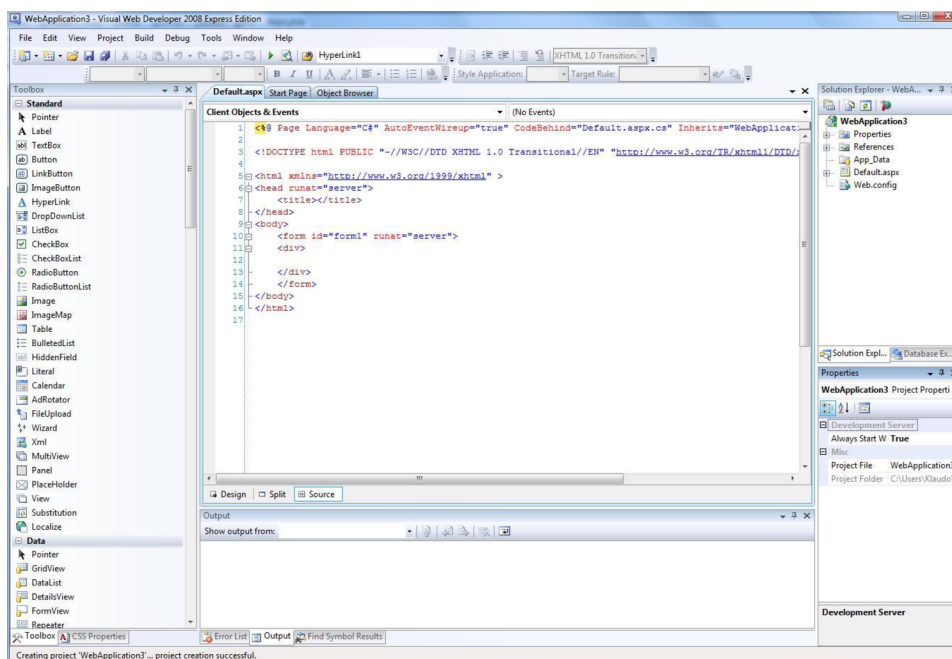 WebApplication3 - Visual Web Developer 2008 Express Edition
File Edit View Project Build Debug Tools Window Help
HyperLink1 XHTML 1.0 Transition
B I U A Style Application: Target Rule:
Toolbox
Standard
Pointer
A Label
TextBox
Button
LinkButton
ImageButton
HyperLink
DropDownList
ListBox
CheckBox
CheckBoxList
RadioButton
RadioButtonList
Image
ImageMap
Table
BulletedList
HiddenField
Literal
Calendar
AdRotator
FileUpload
Wizard
Xml
MultiView
Panel
PlaceHolder
View
Substitution
Localize
Data
Pointer
GridView
DataList
DetailsView
FormView
Repeater
Toolbox CSS Properties
Default.aspx Start Page Object Browser
Client Objects & Events (No Events)
1 <%@ Page Language="C#" AutoEventWireup="true" CodeBehind="Default.aspx.cs" Inherits="WebApplicat
2
3 <!DOCTYPE html PUBLIC "-//W3C//DTD XHTML 1.0 Transitional//EN" "http://www.w3.org/TR/xhtml1/DTD/
4
5 <html xmlns="http://www.w3.org/1999/xhtml" >
6 <head runat="server">
7 <title></title>
8 </head>
9 <body>
10 <form id="form1" runat="server">
11 <div>
12
13 </div>
14 </form>
15 </body>
16 </html>
17
Design Split Source
Output
Show output from:
Error List Output Find Symbol Results
Solution Explorer - WebA...
WebApplication3
Properties
References
App_Data
Default.aspx
Web.config
Solution Expl... Database Ex...
Properties
WebApplication3 Project Properti
Development Server
Always Start W True
Misc
Project File WebApplication
Project Folder C:\Users\Klaudo
Development Server
Creating project 'WebApplication3'... project creation successful.